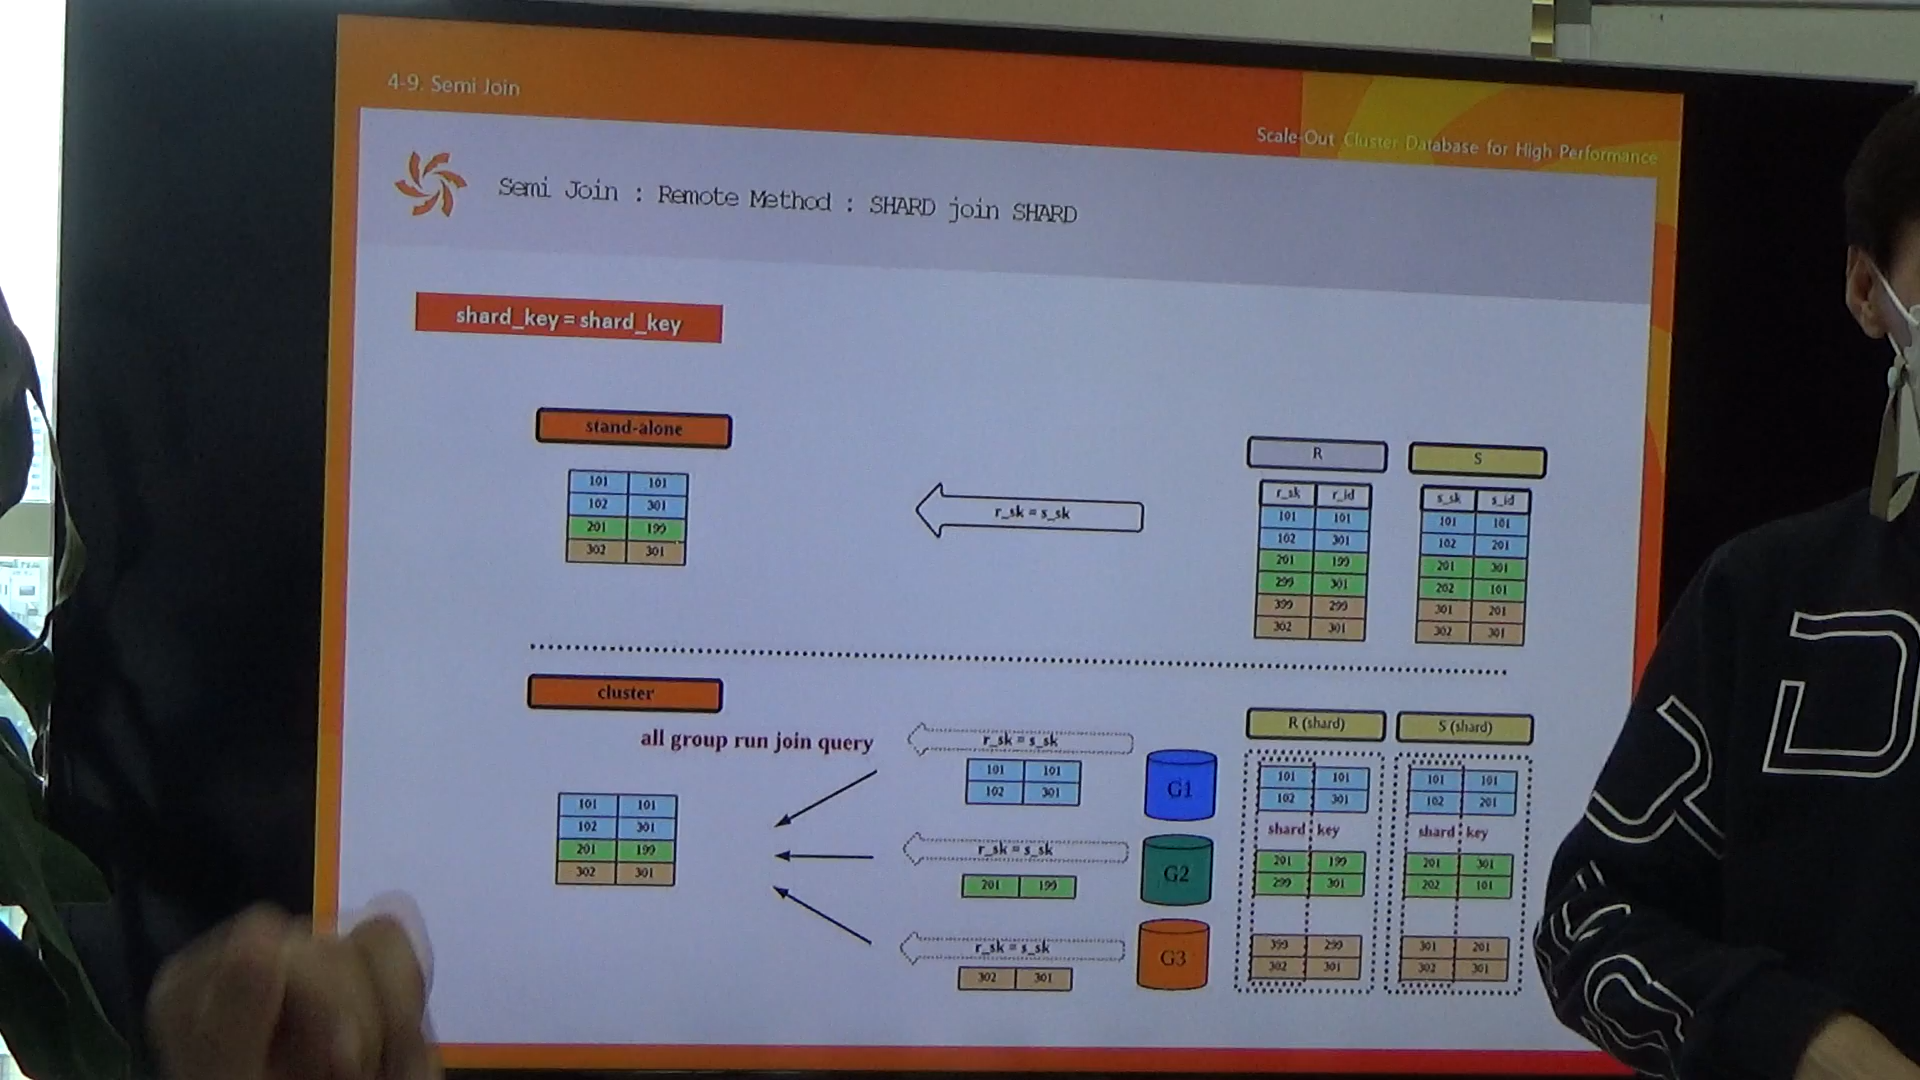 4-9. Semi Join
Scale-Out Cluster Database for High Performance
Semi Join : Remote Method : SHARD join SHARD
shard_key = shard_key
stand-alone
101 101
102 301
201 199
302 301
r_sk = s_sk
R
r_sk r_id
101 101
102 301
201 199
299 301
399 299
302 301
S
s_sk s_id
101 101
102 201
201 301
202 101
301 201
302 301
cluster
all group run join query
101 101
102 301
201 199
302 301
r_sk = s_sk
101 101
102 301
G1
r_sk = s_sk
201 199
G2
r_sk = s_sk
302 301
G3
R (shard)
101 101
102 301
shard key
201 199
299 301
399 299
302 301
S (shard)
101 101
102 201
shard key
201 301
202 101
301 201
302 301